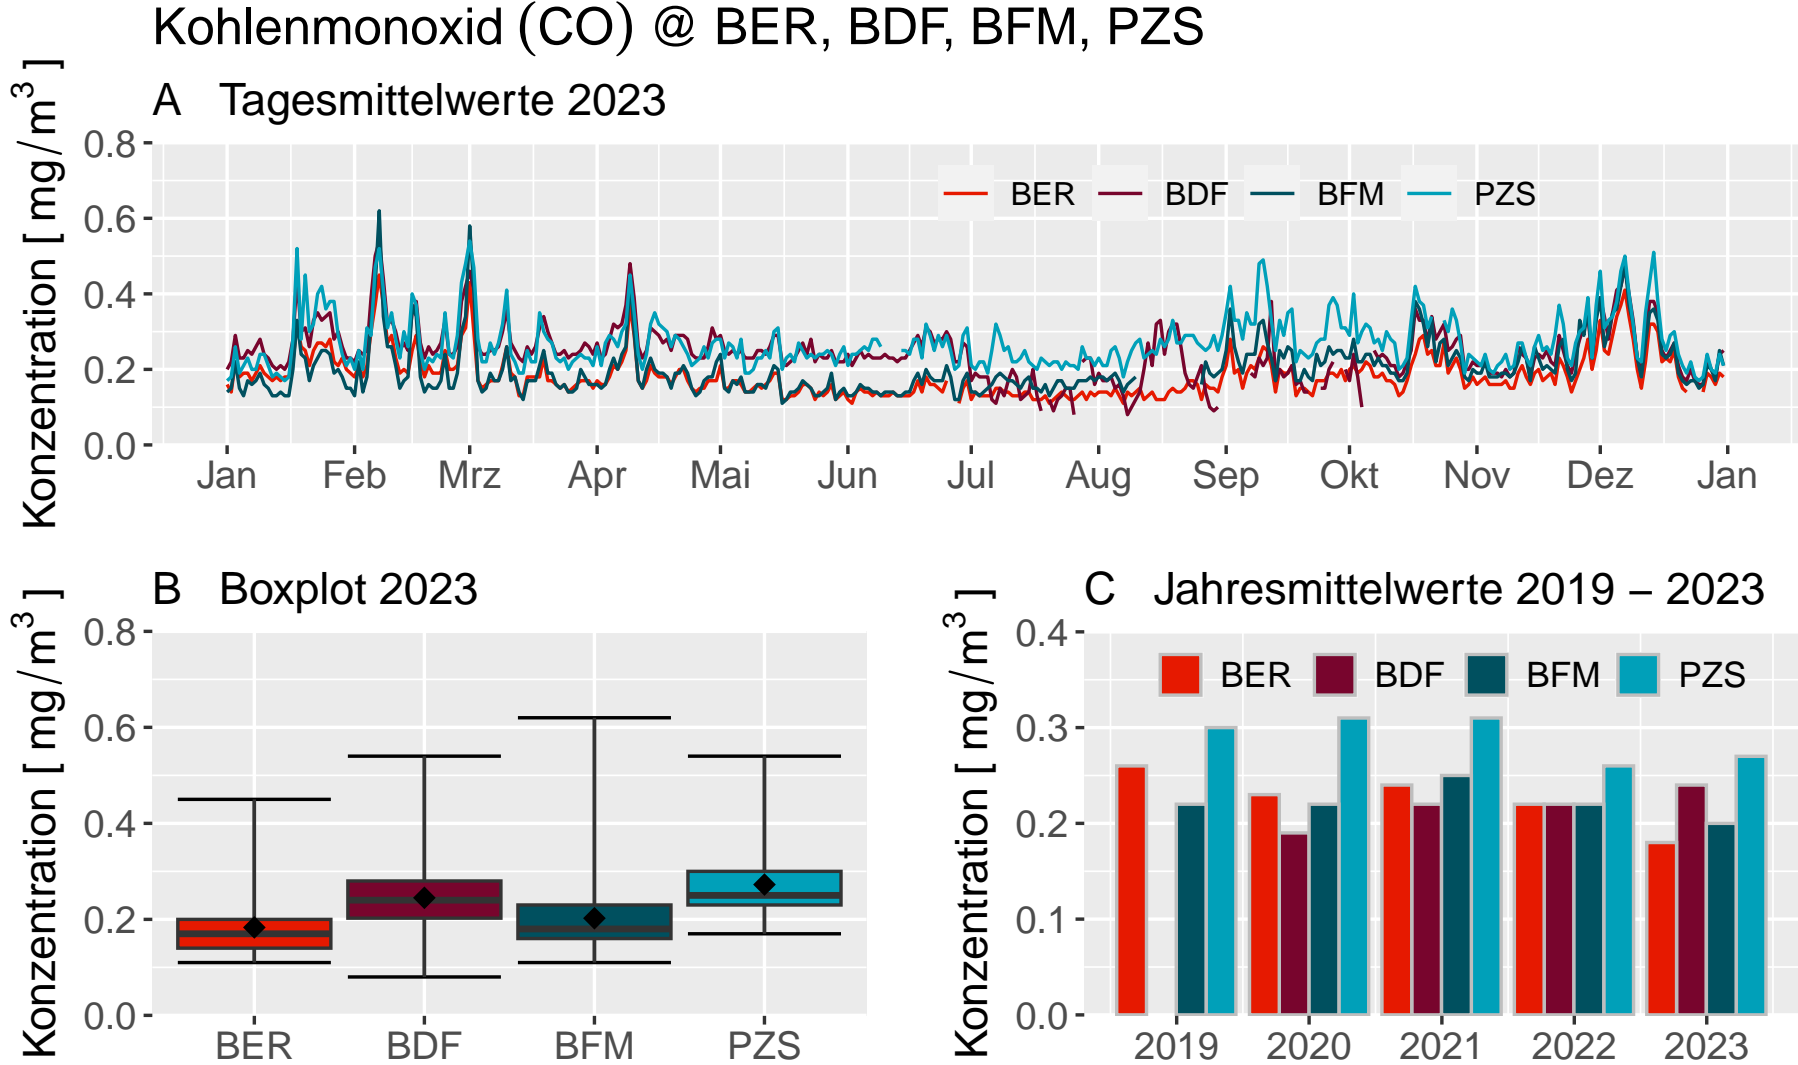 Kohlenmonoxid (CO) @ BER, BDF, BFM, PZS
A Tagesmittelwerte 2023
Konzentration [ mg/m³ ]
0.8
0.6
0.4
0.2
0.0
BER BDF BFM PZS
Jan Feb Mrz Apr Mai Jun Jul Aug Sep Okt Nov Dez Jan
B Boxplot 2023
Konzentration [ mg/m³ ]
0.8
0.6
0.4
0.2
0.0
BER BDF BFM PZS
C Jahresmittelwerte 2019 – 2023
Konzentration [ mg/m³ ]
0.4
0.3
0.2
0.1
0.0
BER BDF BFM PZS
2019 2020 2021 2022 2023